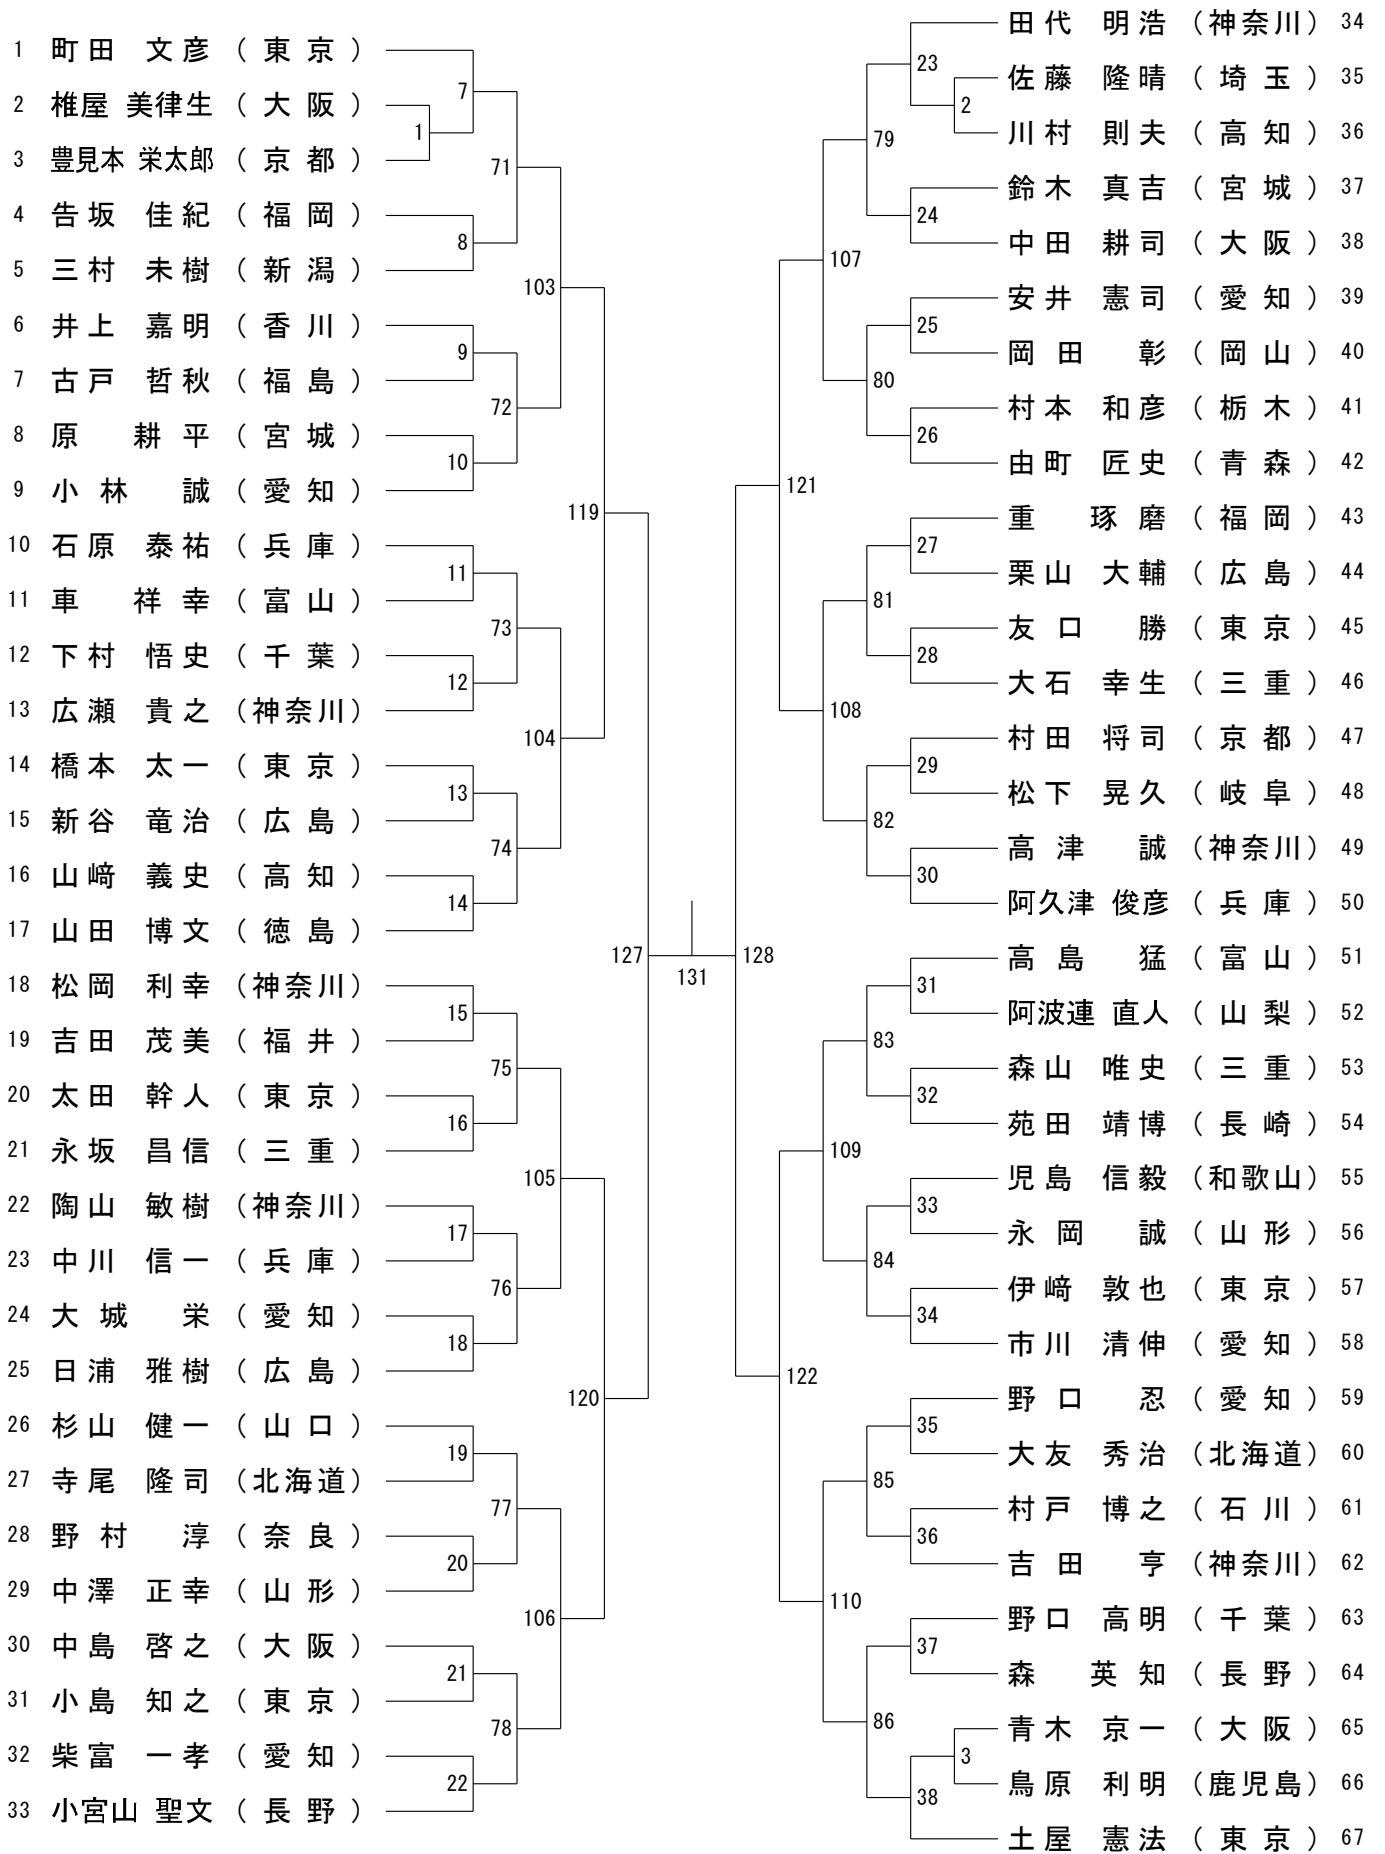 1 町田 文彦 (東京)
2 椎屋 美律生 (大阪)
3 豊見本 栄太郎 (京都)
4 告坂 佳紀 (福岡)
5 三村 未樹 (新潟)
6 井上 嘉明 (香川)
7 古戸 哲秋 (福島)
8 原 耕平 (宮城)
9 小林 誠 (愛知)
10 石原 泰祐 (兵庫)
11 車 祥幸 (富山)
12 下村 悟史 (千葉)
13 広瀬 貴之 (神奈川)
14 橋本 太一 (東京)
15 新谷 竜治 (広島)
16 山﨑 義史 (高知)
17 山田 博文 (徳島)
18 松岡 利幸 (神奈川)
19 吉田 茂美 (福井)
20 太田 幹人 (東京)
21 永坂 昌信 (三重)
22 陶山 敏樹 (神奈川)
23 中川 信一 (兵庫)
24 大城 栄 (愛知)
25 日浦 雅樹 (広島)
26 杉山 健一 (山口)
27 寺尾 隆司 (北海道)
28 野村 淳 (奈良)
29 中澤 正幸 (山形)
30 中島 啓之 (大阪)
31 小島 知之 (東京)
32 柴富 一孝 (愛知)
33 小宮山 聖文 (長野)
1
7
8
9
10
11
12
13
14
15
16
17
18
19
20
21
22
71
72
73
74
75
76
77
78
103
104
105
106
119
120
127
131
128
121
122
107
108
109
110
79
80
81
82
83
84
85
86
23
24
25
26
27
28
29
30
31
32
33
34
35
36
37
38
2
3
田代 明浩 (神奈川) 34
佐藤 隆晴 (埼玉) 35
川村 則夫 (高知) 36
鈴木 真吉 (宮城) 37
中田 耕司 (大阪) 38
安井 憲司 (愛知) 39
岡田 彰 (岡山) 40
村本 和彦 (栃木) 41
由町 匠史 (青森) 42
重 琢磨 (福岡) 43
栗山 大輔 (広島) 44
友口 勝 (東京) 45
大石 幸生 (三重) 46
村田 将司 (京都) 47
松下 晃久 (岐阜) 48
高津 誠 (神奈川) 49
阿久津 俊彦 (兵庫) 50
高島 猛 (富山) 51
阿波連 直人 (山梨) 52
森山 唯史 (三重) 53
苑田 靖博 (長崎) 54
児島 信毅 (和歌山) 55
永岡 誠 (山形) 56
伊﨑 敦也 (東京) 57
市川 清伸 (愛知) 58
野口 忍 (愛知) 59
大友 秀治 (北海道) 60
村戸 博之 (石川) 61
吉田 亨 (神奈川) 62
野口 高明 (千葉) 63
森 英知 (長野) 64
青木 京一 (大阪) 65
鳥原 利明 (鹿児島) 66
土屋 憲法 (東京) 67